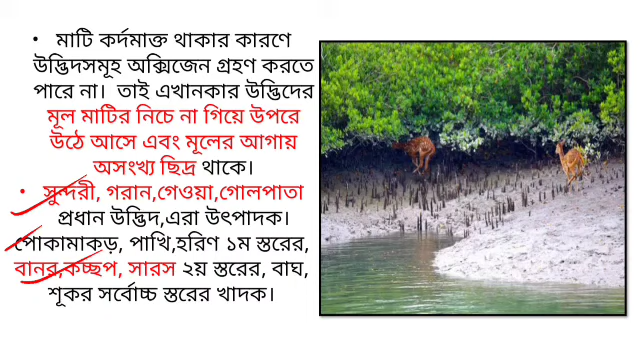 • মাটি কর্দমাক্ত থাকার কারণে
উদ্ভিদসমূহ অক্সিজেন গ্রহণ করতে
পারে না। তাই এখানকার উদ্ভিদের
মূল মাটির নিচে না গিয়ে উপরে
উঠে আসে এবং মূলের আগায়
অসংখ্য ছিদ্র থাকে।
• সুন্দরী, গরান,গেওয়া,গোলপাতা
প্রধান উদ্ভিদ,এরা উৎপাদক।
পোকামাকড়, পাখি,হরিণ ১ম স্তরের,
বানর,কচ্ছপ, সারস ২য় স্তরের, বাঘ,
শূকর সর্বোচ্চ স্তরের খাদক।